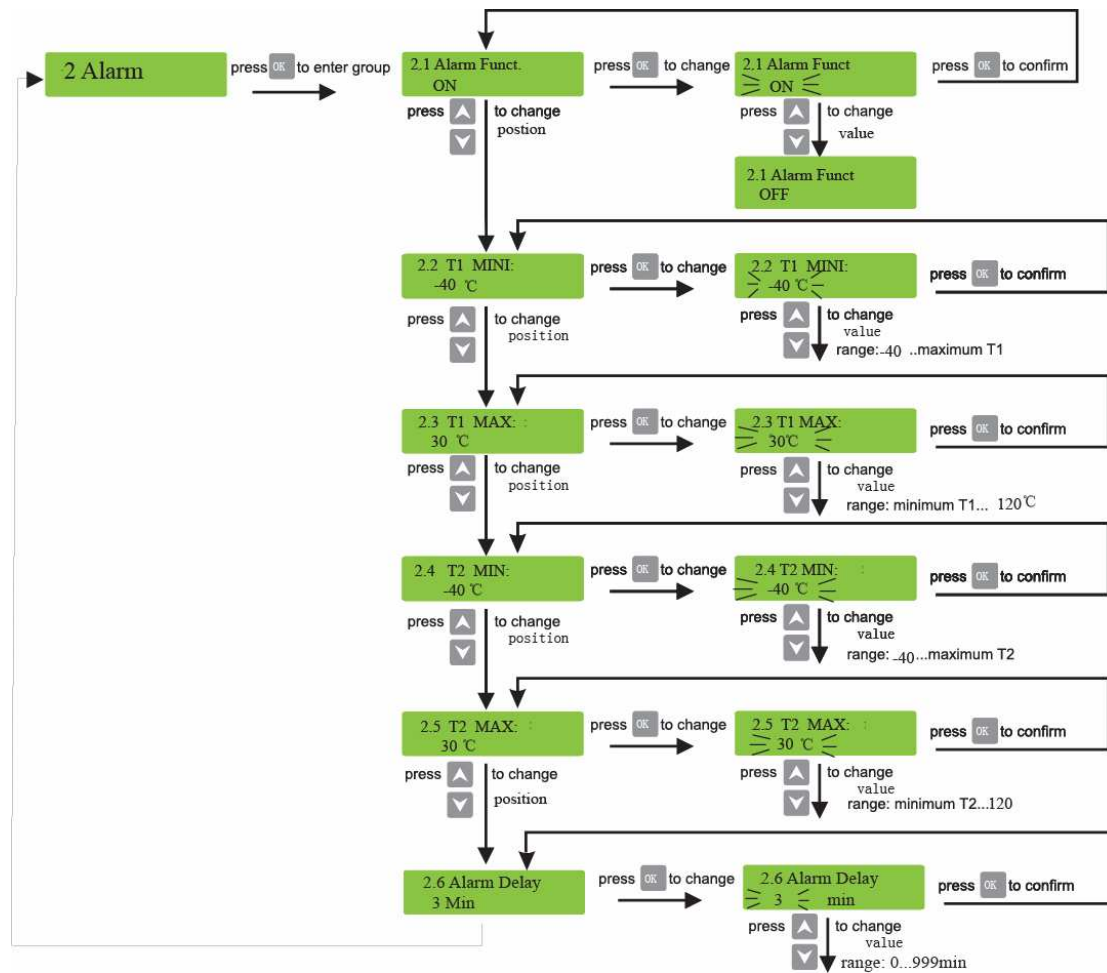 2 Alarm
press OK to enter group
2.1 Alarm Funct.
ON
press OK to change
2.1 Alarm Funct
ON
press OK to confirm
press to change
postion
press to change
value
2.1 Alarm Funct
OFF
2.2 T1 MINI:
-40 ℃
press OK to change
2.2 T1 MINI:
-40 ℃
press OK to confirm
press to change
position
press to change
value
range:-40 ..maximum T1
2.3 T1 MAX: :
30 ℃
press OK to change
2.3 T1 MAX:
30℃
press OK to confirm
press to change
position
press to change
value
range: minimum T1... 120℃
2.4 T2 MIN:
-40 ℃
press OK to change
2.4 T2 MIN: :
-40 ℃
press OK to confirm
press to change
position
press to change
value
range: -40...maximum T2
2.5 T2 MAX: :
30 ℃
press OK to change
2.5 T2 MAX: :
30 ℃
press OK to confirm
press to change
position
press to change
value
range: minimum T2...120
2.6 Alarm Delay
3 Min
press OK to change
2.6 Alarm Delay
3 min
press OK to confirm
press to change
value
range: 0...999min